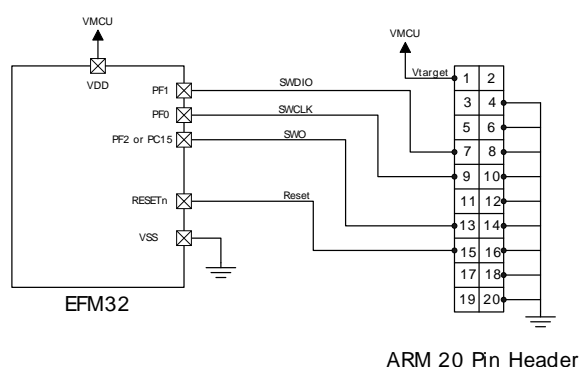 VMCU
VMCU
VDD
Vtarget
1 2
PF1
SWDIO
3 4
PF0
SWCLK
5 6
PF2 or PC15
SWO
7 8
9 10
11 12
RESETn
Reset
13 14
VSS
15 16
17 18
EFM32
19 20
ARM 20 Pin Header